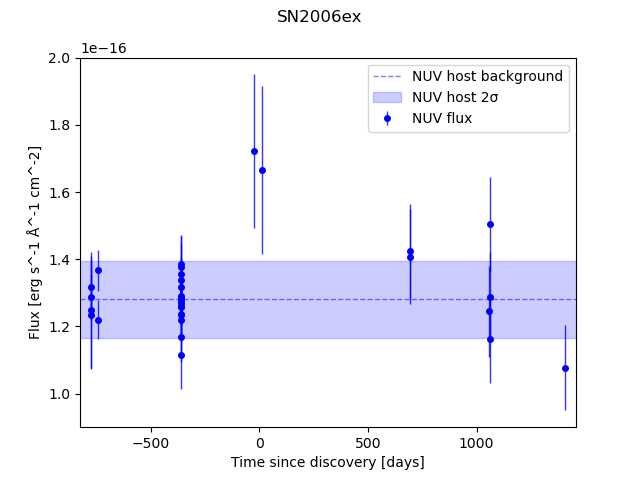 SN2006ex
1e−16
2.0
1.8
1.6
1.4
1.2
1.0
Flux [erg s^-1 Å^-1 cm^-2]
NUV host background
NUV host 2σ
NUV flux
−500
0
500
1000
Time since discovery [days]